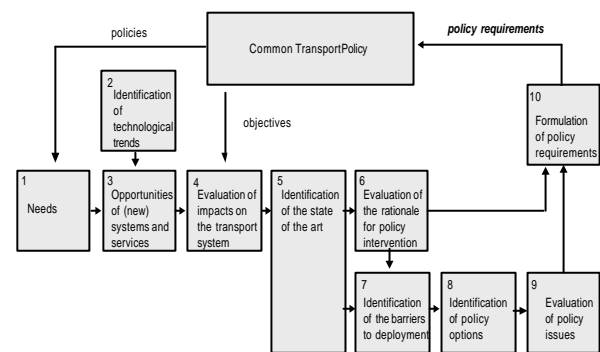 policies
Common TransportPolicy
policy requirements
2
Identification
of
technological
trends
objectives
10
Formulation
of policy
requirements
1
Needs
3
Opportunities
of (new)
systems and
services
4
Evaluation of
impacts on
the transport
system
5
Identification
of the state
of the art
6
Evaluation of
the rationale
for policy
intervention
7
Identification
of the barriers
to deployment
8
Identification
of policy
options
9
Evaluation
of policy
issues